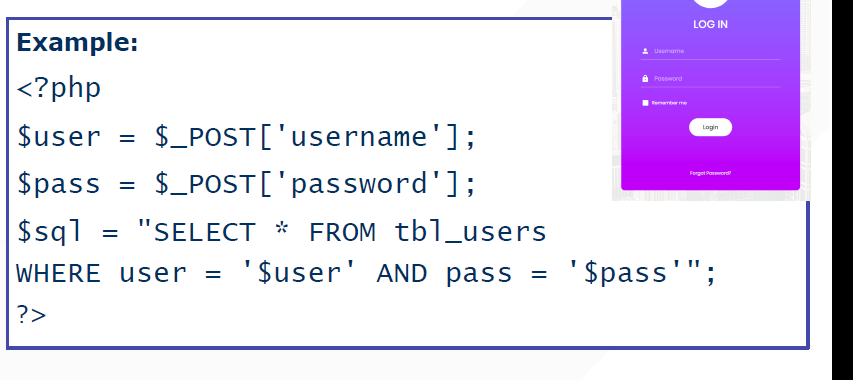 Example:
<?php
$user = $_POST['username'];
$pass = $_POST['password'];
$sql = "SELECT * FROM tbl_users
WHERE user = '$user' AND pass = '$pass'";
?>
LOG IN
Username
Password
Remember me
Login
Forgot Password?